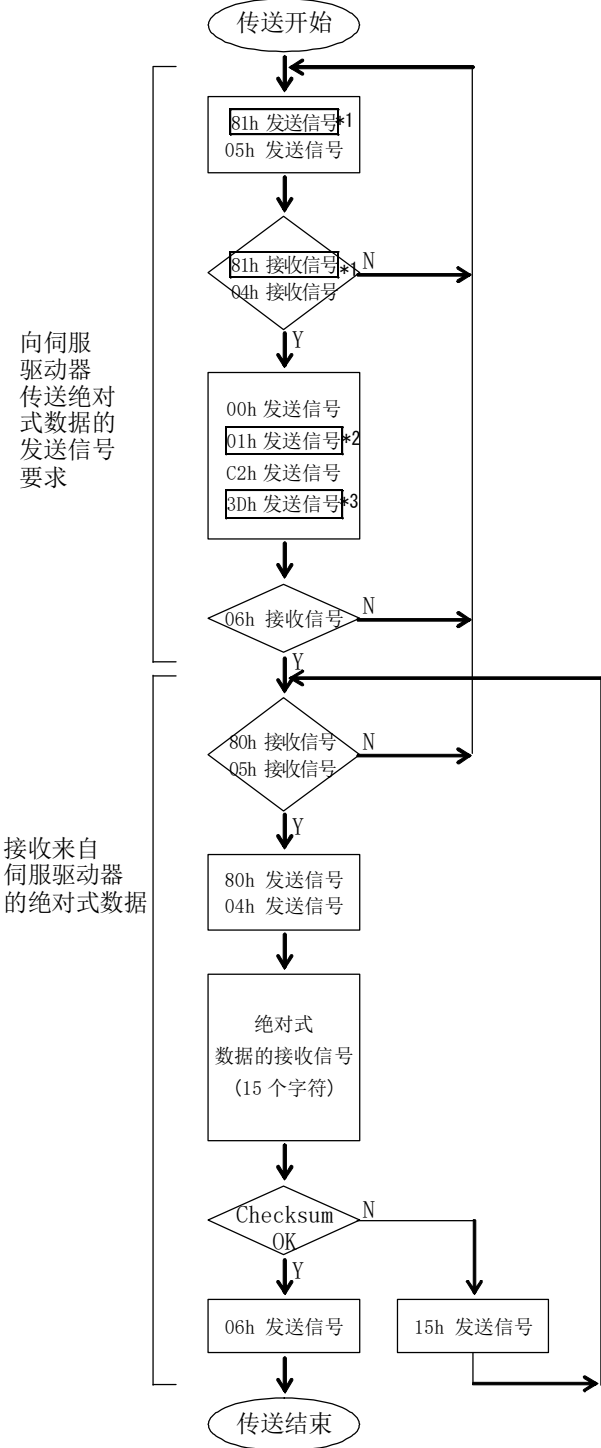 传送开始
81h 发送信号*1
05h 发送信号
81h 接收信号*1
04h 接收信号
N
Y
向伺服
驱动器
传送绝对
式数据的
发送信号
要求
00h 发送信号
01h 发送信号*2
C2h 发送信号
3Dh 发送信号*3
06h 接收信号
N
Y
80h 接收信号
05h 接收信号
N
Y
接收来自
伺服驱动器
的绝对式数据
80h 发送信号
04h 发送信号
绝对式
数据的接收信号
(15 个字符)
Checksum
OK
N
Y
06h 发送信号
15h 发送信号
传送结束